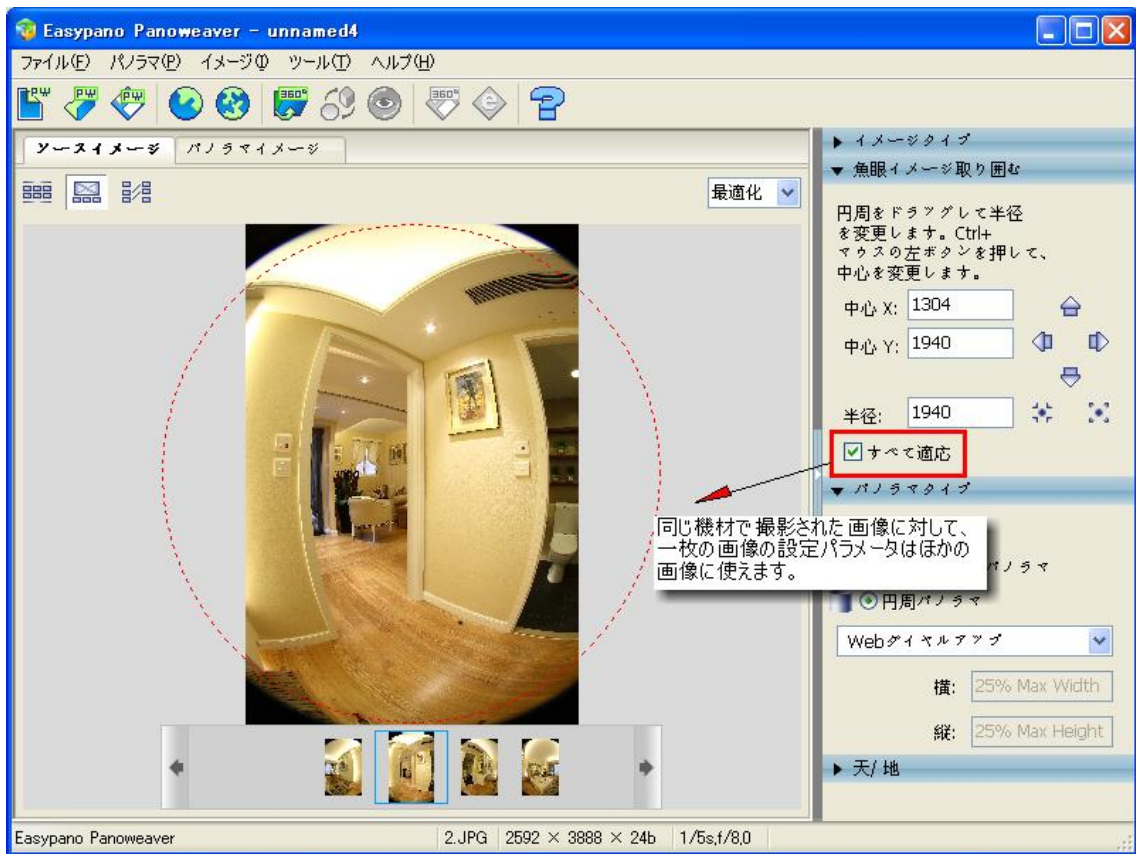 Easypano Panoweaver - unnamed4
ファイル(F) パノラマ(P) イメージ(I) ツール(T) ヘルプ(H)
ソースイメージ パノラマイメージ
最適化
イメージタイプ
魚眼イメージ取り囲む
円周をドラッグして半径
を変更します。Ctrl+
マウスの左ボタンを押して、
中心を変更します。
中心 X: 1304
中心 Y: 1940
半径: 1940
すべて適応
パノラマタイプ
同じ機材で撮影された画像に対して、
一枚の画像の設定パラメータはほかの
画像に使えます。
パノラマ
円周パノラマ
Webダイヤルアップ
横: 25% Max Width
縦: 25% Max Height
天/地
Easypano Panoweaver 2.JPG 2592 × 3888 × 24b 1/5s,f/8,0